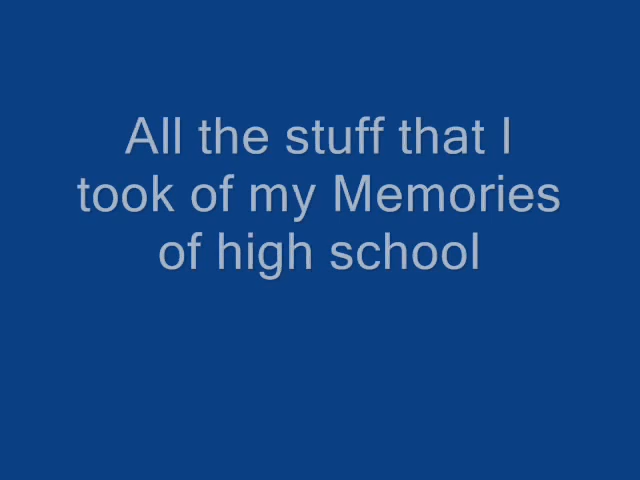 All the stuff that I
took of my Memories
of high school